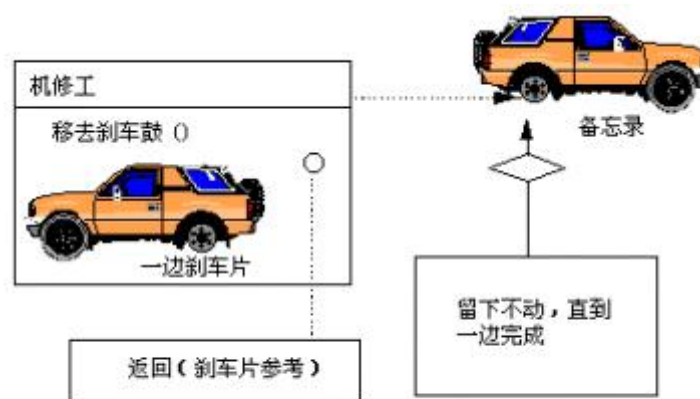 机修工
移去刹车鼓 ()
一边刹车片
备忘录
返回 ( 刹车片参考 )
留下不动，直到
一边完成